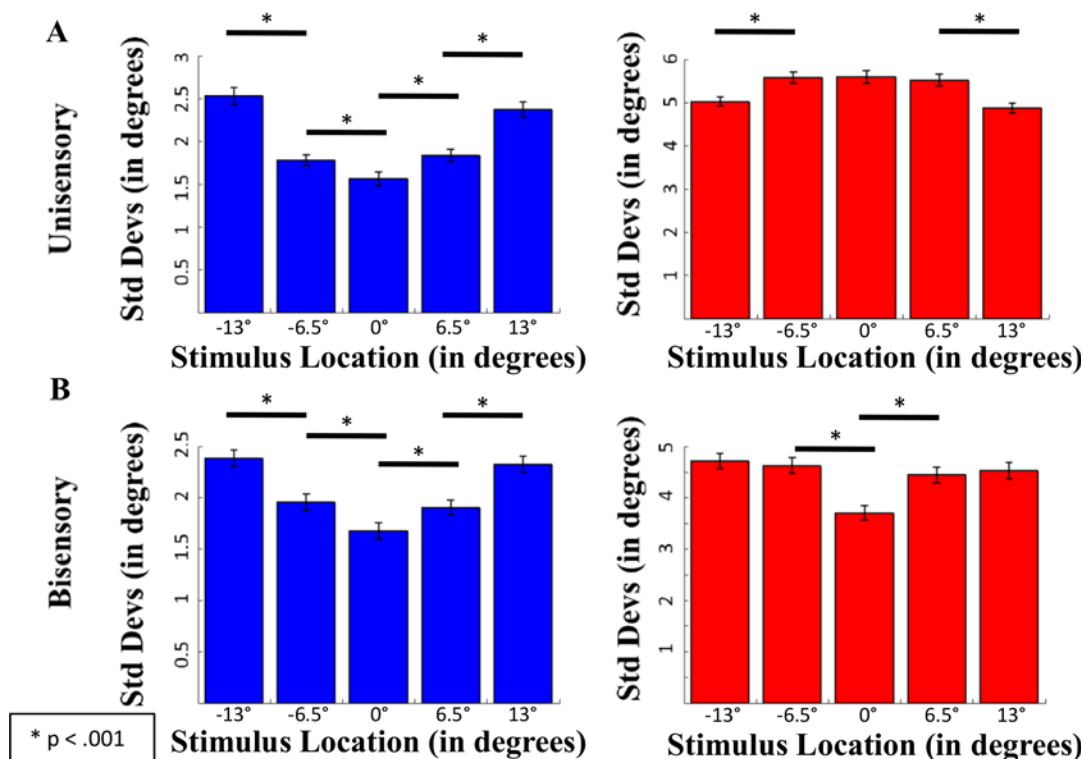 A
*
*
*
*
Unisensory
Std Devs (in degrees)
3
2.5
2
1.5
1
0.5
-13° -6.5° 0° 6.5° 13°
Stimulus Location (in degrees)
*
*
Std Devs (in degrees)
6
5
4
3
2
1
-13° -6.5° 0° 6.5° 13°
Stimulus Location (in degrees)
B
*
*
*
*
Bisensory
Std Devs (in degrees)
2.5
2
1.5
1
0.5
-13° -6.5° 0° 6.5° 13°
Stimulus Location (in degrees)
*
*
Std Devs (in degrees)
5
4
3
2
1
-13° -6.5° 0° 6.5° 13°
Stimulus Location (in degrees)
* p < .001